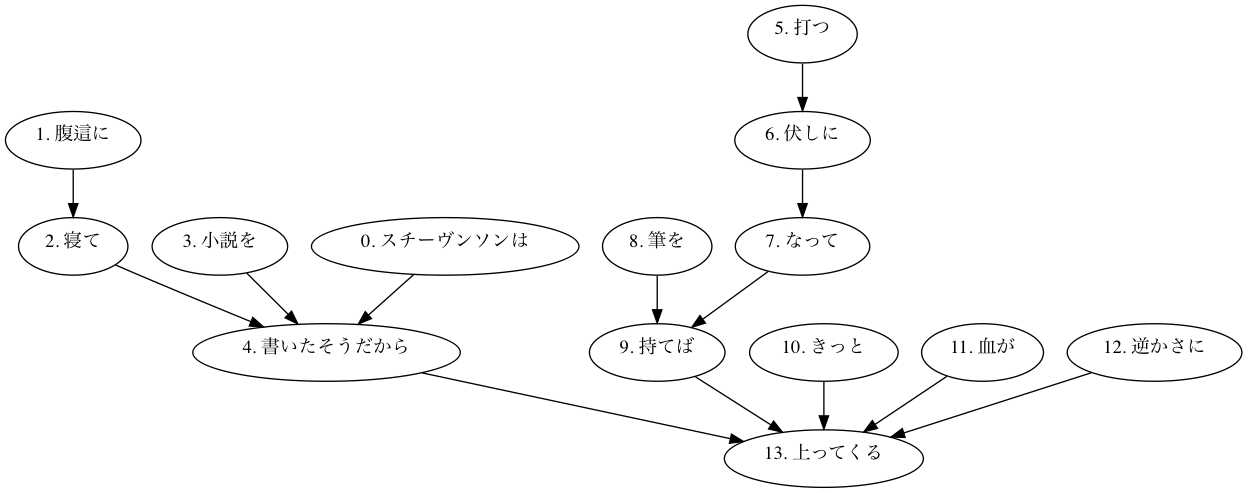 5. 打つ
1. 腹這に
6. 伏しに
2. 寝て
3. 小説を
0. スチーヴンソンは
8. 筆を
7. なって
4. 書いたそうだから
9. 持てば
10. きっと
11. 血が
12. 逆かさに
13. 上ってくる